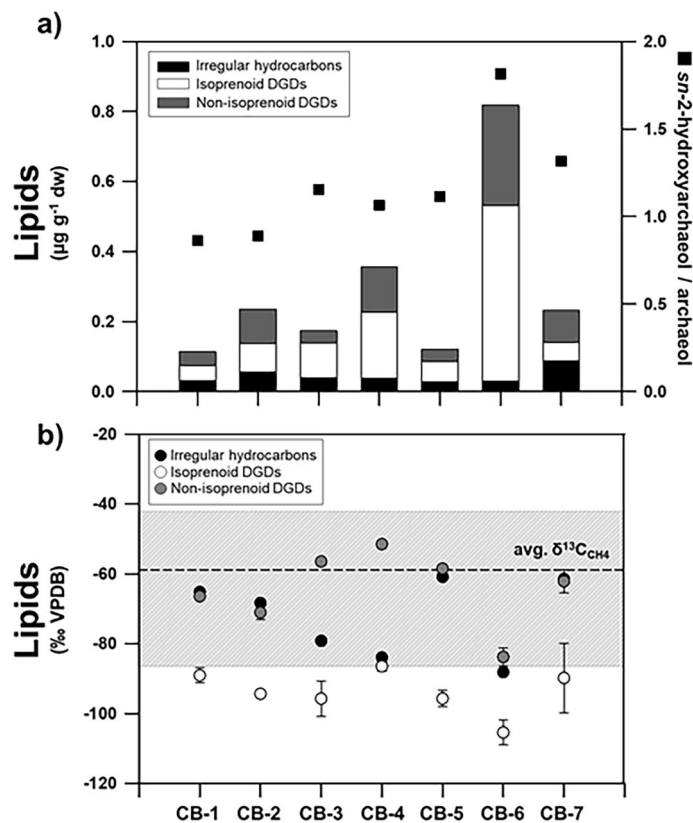 a)
1.0
0.8
0.6
0.4
0.2
0.0
Lipids
(µg g-1 dw)
Irregular hydrocarbons
Isoprenoid DGDs
Non-isoprenoid DGDs
2.0
1.5
1.0
0.5
0.0
sn-2-hydroxyarchaeol / archaeol
b)
-20
-40
-60
-80
-100
-120
Lipids
(‰ VPDB)
Irregular hydrocarbons
Isoprenoid DGDs
Non-isoprenoid DGDs
avg. δ13CCH4
CB-1 CB-2 CB-3 CB-4 CB-5 CB-6 CB-7